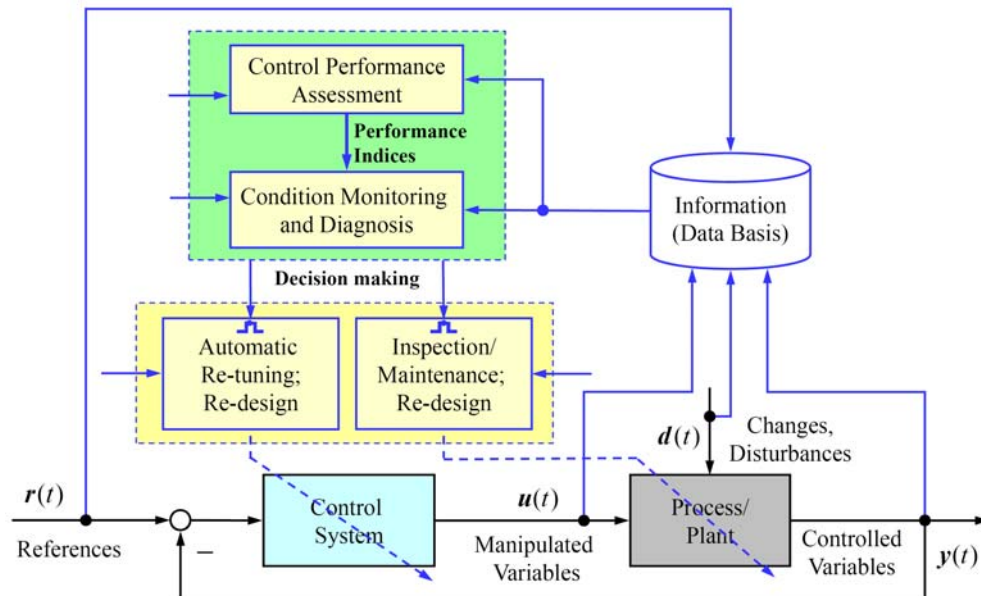 Control Performance
Assessment
Performance
Indices
Condition Monitoring
and Diagnosis
Information
(Data Basis)
Decision making
Automatic
Re-tuning;
Re-design
Inspection/
Maintenance;
Re-design
d(t)
Changes,
Disturbances
r(t)
References
–
Control
System
u(t)
Manipulated
Variables
Process/
Plant
Controlled
Variables
y(t)